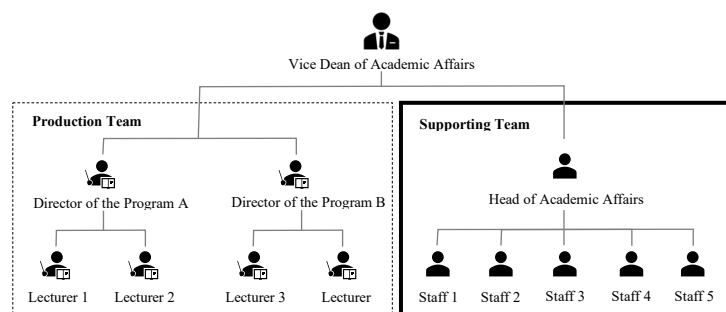 Vice Dean of Academic Affairs
Production Team
Supporting Team
Director of the Program A
Director of the Program B
Head of Academic Affairs
Lecturer 1
Lecturer 2
Lecturer 3
Lecturer
Staff 1
Staff 2
Staff 3
Staff 4
Staff 5